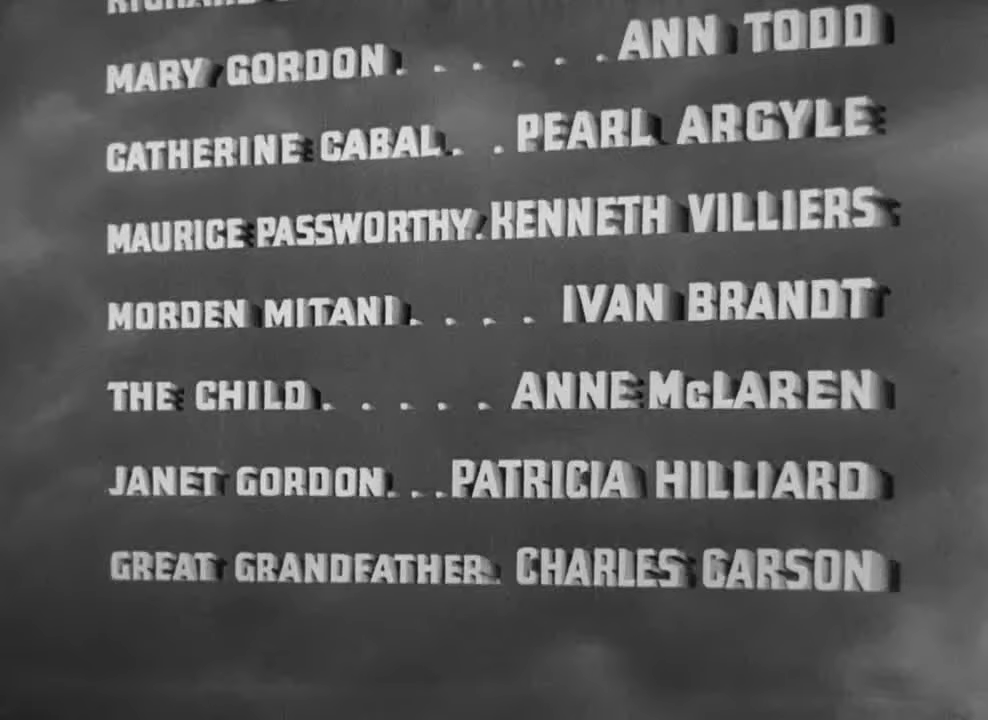 MARY GORDON. . . . . . ANN TODD
CATHERINE CABAL. . PEARL ARGYLE
MAURICE PASSWORTHY. KENNETH VILLIERS
MORDEN MITANI. . . . IVAN BRANDT
THE CHILD. . . . . ANNE McLAREN
JANET GORDON. . . PATRICIA HILLIARD
GREAT GRANDFATHER. CHARLES CARSON